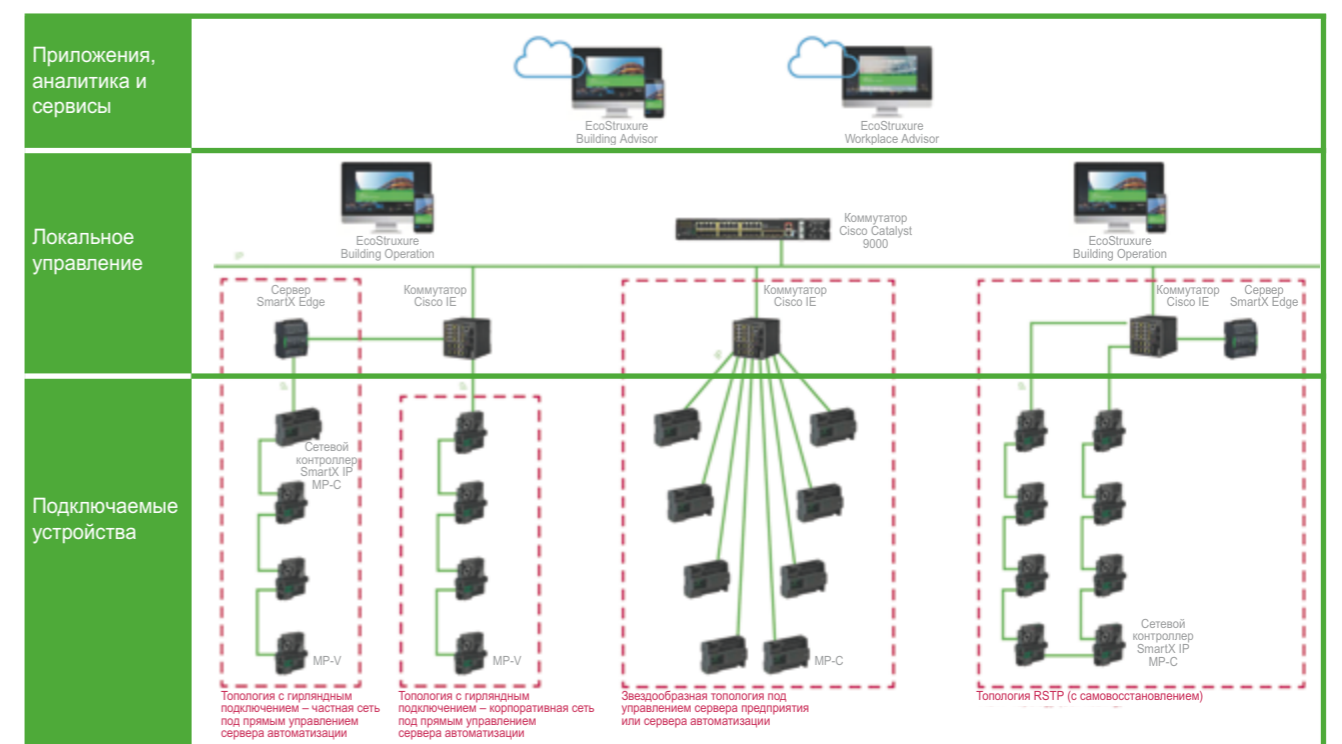 Приложения,
аналитика и
сервисы
EcoStruxure
Building Advisor
EcoStruxure
Workplace Advisor
Локальное
управление
EcoStruxure
Building Operation
Коммутатор
Cisco Catalyst
9000
EcoStruxure
Building Operation
Сервер
SmartX Edge
Коммутатор
Cisco IE
Коммутатор
Cisco IE
Коммутатор
Cisco IE
Сервер
SmartX Edge
Подключаемые
устройства
Сетевой
контроллер
SmartX IP
MP-C
MP-V
MP-V
MP-C
Сетевой
контроллер
SmartX IP
MP-C
Топология с гирляндным
подключением – частная сеть
под прямым управлением
сервера автоматизации
Топология с гирляндным
подключением – корпоративная сеть
под прямым управлением
сервера автоматизации
Звездообразная топология под
управлением сервера предприятия
или сервера автоматизации
Топология RSTP (с самовосстановлением)